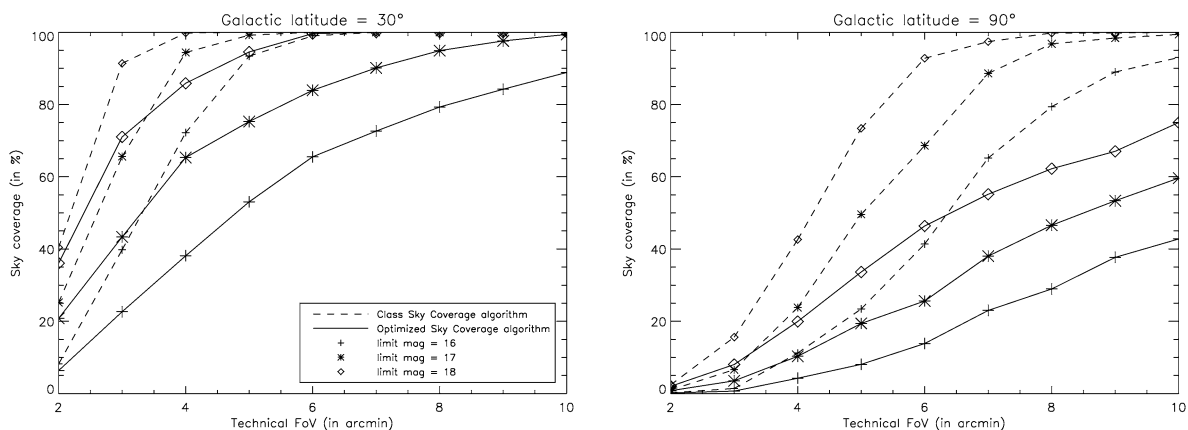 Galactic latitude = 30°
100
80
60
40
20
0
Sky coverage (in %)
2
4
6
8
10
Technical FoV (in arcmin)
Class Sky Coverage algorithm
Optimized Sky Coverage algorithm
limit mag = 16
limit mag = 17
limit mag = 18
Galactic latitude = 90°
100
80
60
40
20
0
Sky coverage (in %)
2
4
6
8
10
Technical FoV (in arcmin)